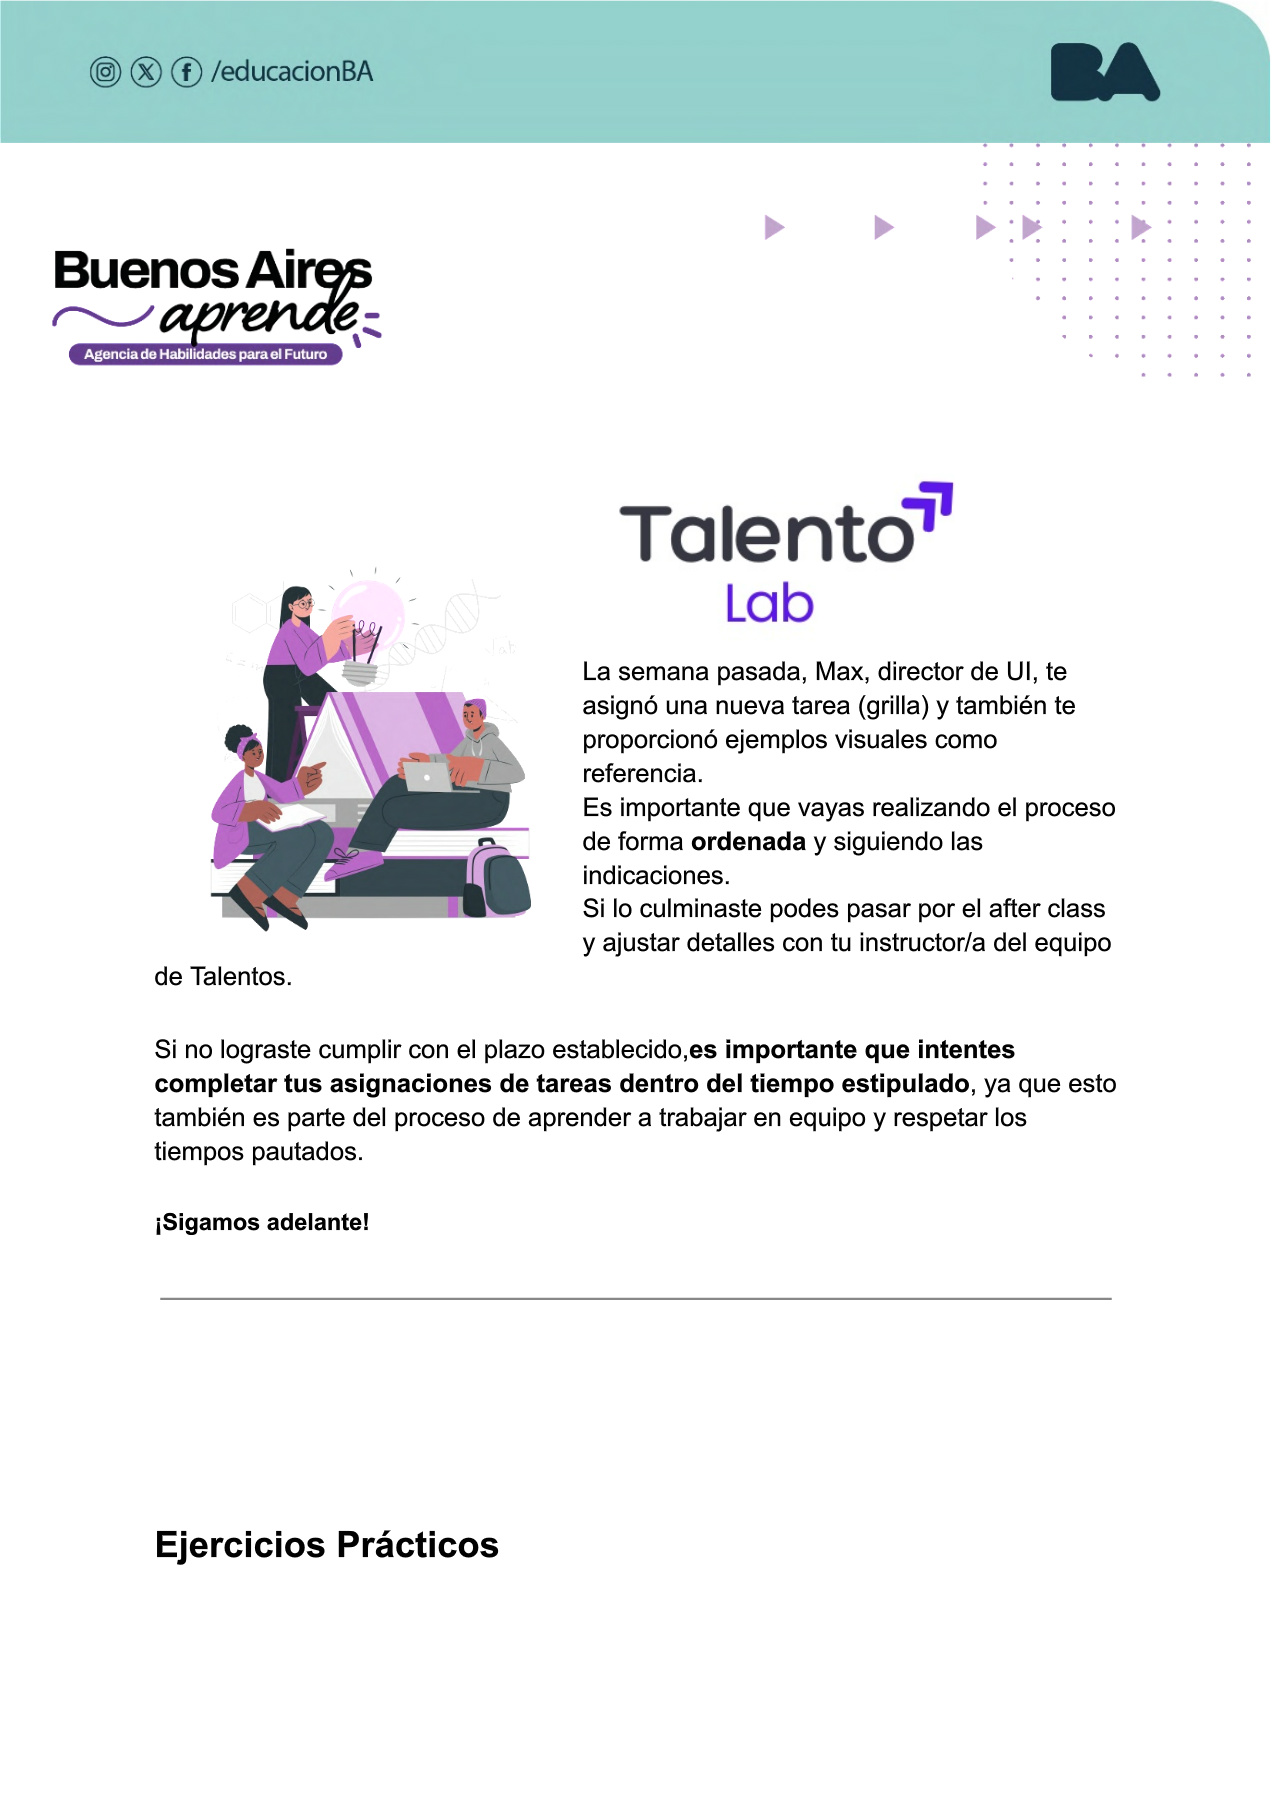 /educacionBA
BA
Buenos Aires
aprende
Agencia de Habilidades para el Futuro
Talento
Lab
La semana pasada, Max, director de UI, te
asignó una nueva tarea (grilla) y también te
proporcionó ejemplos visuales como
referencia.
Es importante que vayas realizando el proceso
de forma ordenada y siguiendo las
indicaciones.
Si lo culminaste podes pasar por el after class
y ajustar detalles con tu instructor/a del equipo
de Talentos.
Si no lograste cumplir con el plazo establecido,es importante que intentes
completar tus asignaciones de tareas dentro del tiempo estipulado, ya que esto
también es parte del proceso de aprender a trabajar en equipo y respetar los
tiempos pautados.
¡Sigamos adelante!
Ejercicios Prácticos